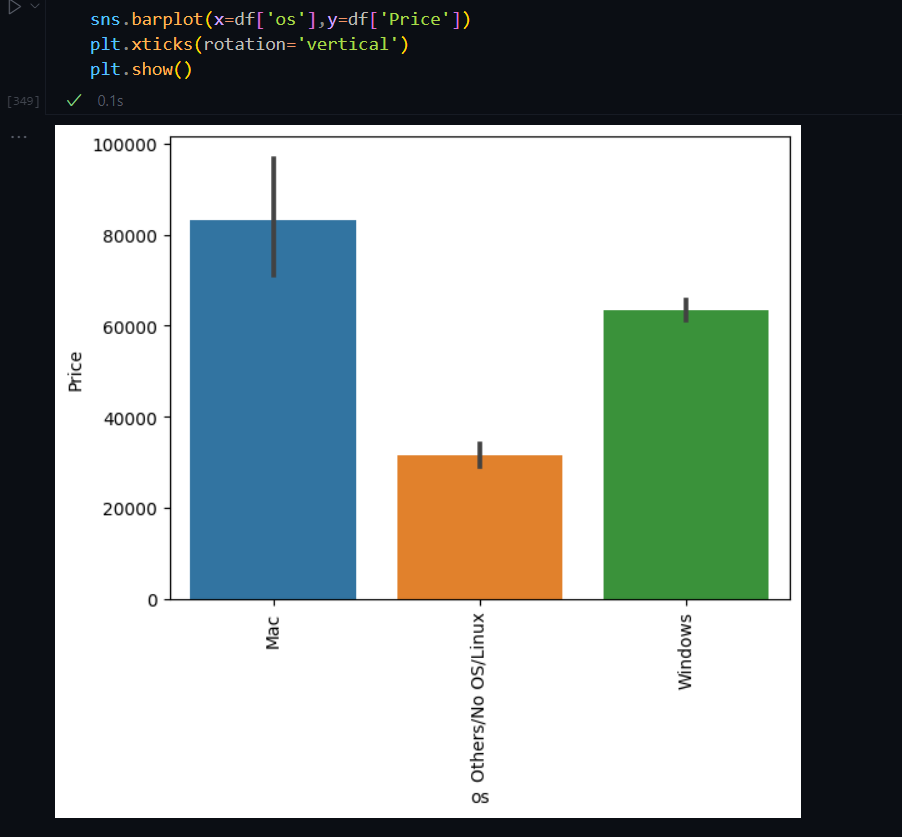 sns.barplot(x=df['os'],y=df['Price'])
plt.xticks(rotation='vertical')
plt.show()
[349]
0.1s
...
100000
80000
60000
40000
20000
0
Price
Mac
Others/No OS/Linux
Windows
os